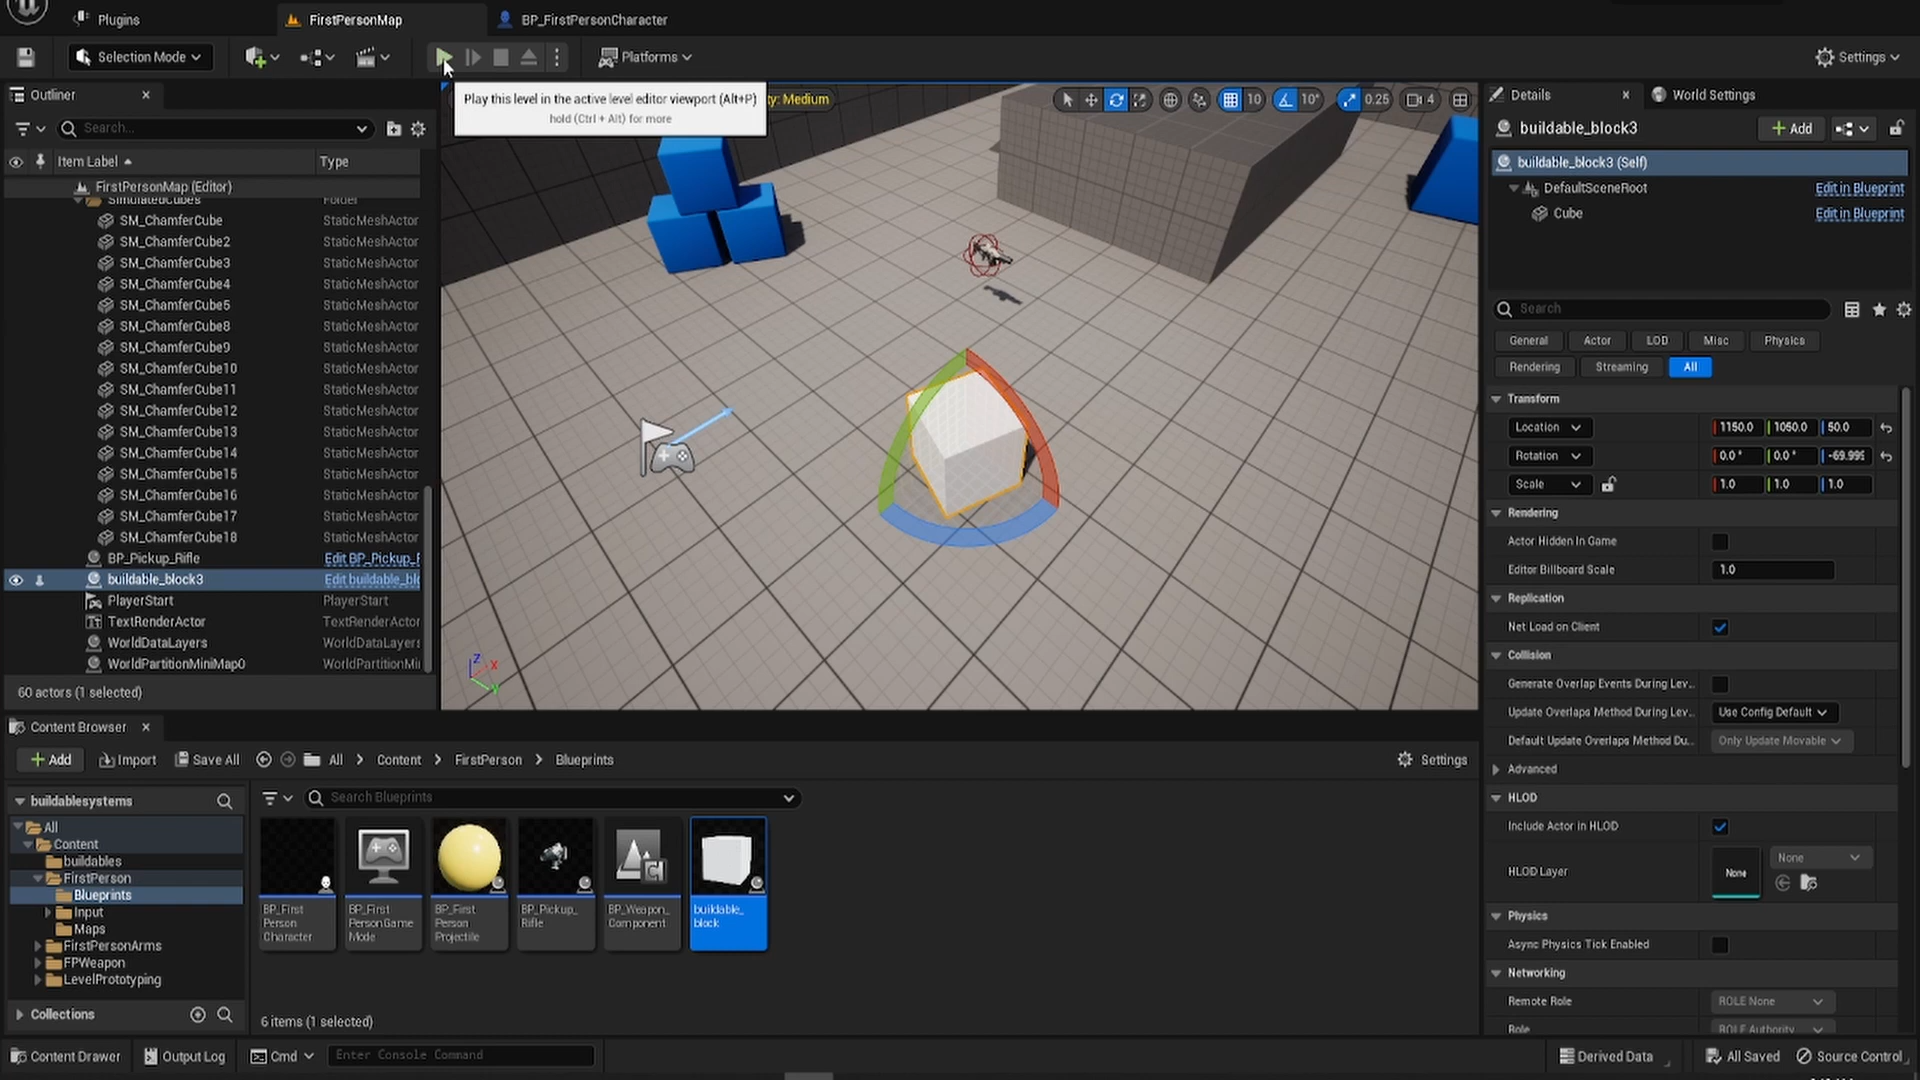 Plugins
FirstPersonMap
BP_FirstPersonCharacter
Selection Mode
Platforms
Settings
Outliner
Play this level in the active level editor viewport (Alt+P)
hold (Ctrl + Alt) for more
ty: Medium
10
10°
0.25
4
Details
World Settings
Search...
buildable_block3
Add
Item Label
Type
buildable_block3 (Self)
FirstPersonMap (Editor)
DefaultSceneRoot
Edit in Blueprint
SimulatedCubes
Folder
Cube
Edit in Blueprint
SM_ChamferCube
StaticMeshActor
SM_ChamferCube2
StaticMeshActor
SM_ChamferCube3
StaticMeshActor
SM_ChamferCube4
StaticMeshActor
SM_ChamferCube5
StaticMeshActor
SM_ChamferCube8
StaticMeshActor
SM_ChamferCube9
StaticMeshActor
SM_ChamferCube10
StaticMeshActor
SM_ChamferCube11
StaticMeshActor
SM_ChamferCube12
StaticMeshActor
SM_ChamferCube13
StaticMeshActor
SM_ChamferCube14
StaticMeshActor
SM_ChamferCube15
StaticMeshActor
SM_ChamferCube16
StaticMeshActor
SM_ChamferCube17
StaticMeshActor
SM_ChamferCube18
StaticMeshActor
BP_Pickup_Rifle
Edit BP_Pickup_F
buildable_block3
Edit buildable_blo
PlayerStart
PlayerStart
TextRenderActor
TextRenderActor
WorldDataLayers
WorldDataLayers
WorldPartitionMiniMap0
WorldPartitionMi
60 actors (1 selected)
Z
X
Y
Search
General
Actor
LOD
Misc
Physics
Rendering
Streaming
All
Transform
Location
1150.0
1050.0
50.0
Rotation
0.0 °
0.0 °
-69.999
Scale
1.0
1.0
1.0
Rendering
Actor Hidden In Game
Editor Billboard Scale
1.0
Replication
Net Load on Client
Collision
Generate Overlap Events During Lev...
Update Overlaps Method During Lev...
Use Config Default
Default Update Overlaps Method Du...
Only Update Movable
Advanced
HLOD
Include Actor in HLOD
HLOD Layer
None
None
Physics
Async Physics Tick Enabled
Networking
Remote Role
ROLE None
Role
ROLE Authority
Content Browser
Add
Import
Save All
All
Content
FirstPerson
Blueprints
Settings
buildablesystems
Search Blueprints
All
Content
buildables
FirstPerson
Blueprints
Input
Maps
FirstPersonArms
FPWeapon
LevelPrototyping
Collections
BP_First
Person
Character
BP_First
PersonGame
Mode
BP_First
Person
Projectile
BP_Pickup_
Rifle
BP_Weapon_
Component
buildable_
block
6 items (1 selected)
Content Drawer
Output Log
Cmd
Enter Console Command
Derived Data
All Saved
Source Control